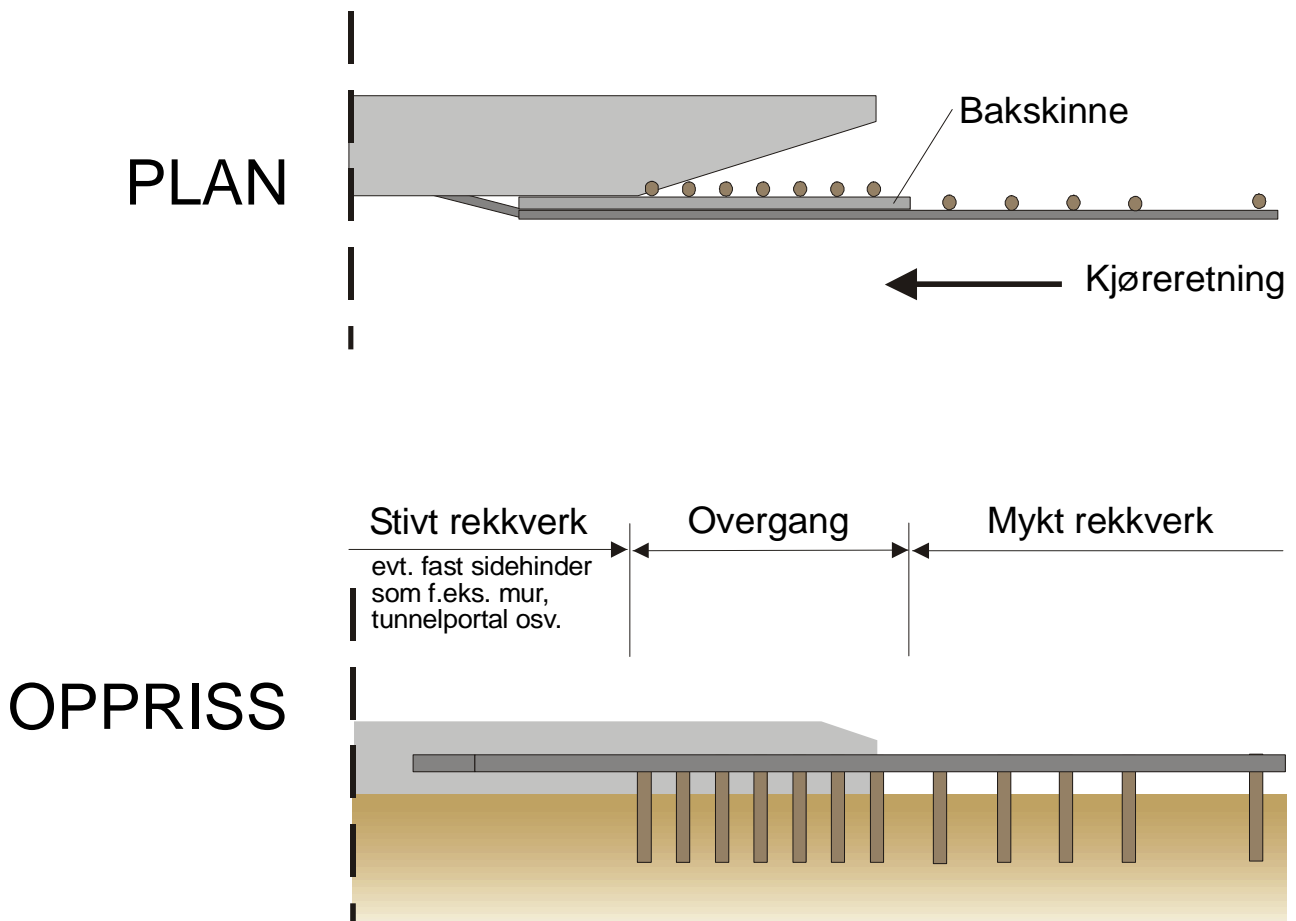 PLAN
Bakskinne
Kjøreretning
Stivt rekkverk
evt. fast sidehinder
som f.eks. mur,
tunnelportal osv.
Overgang
Mykt rekkverk
OPPRISS